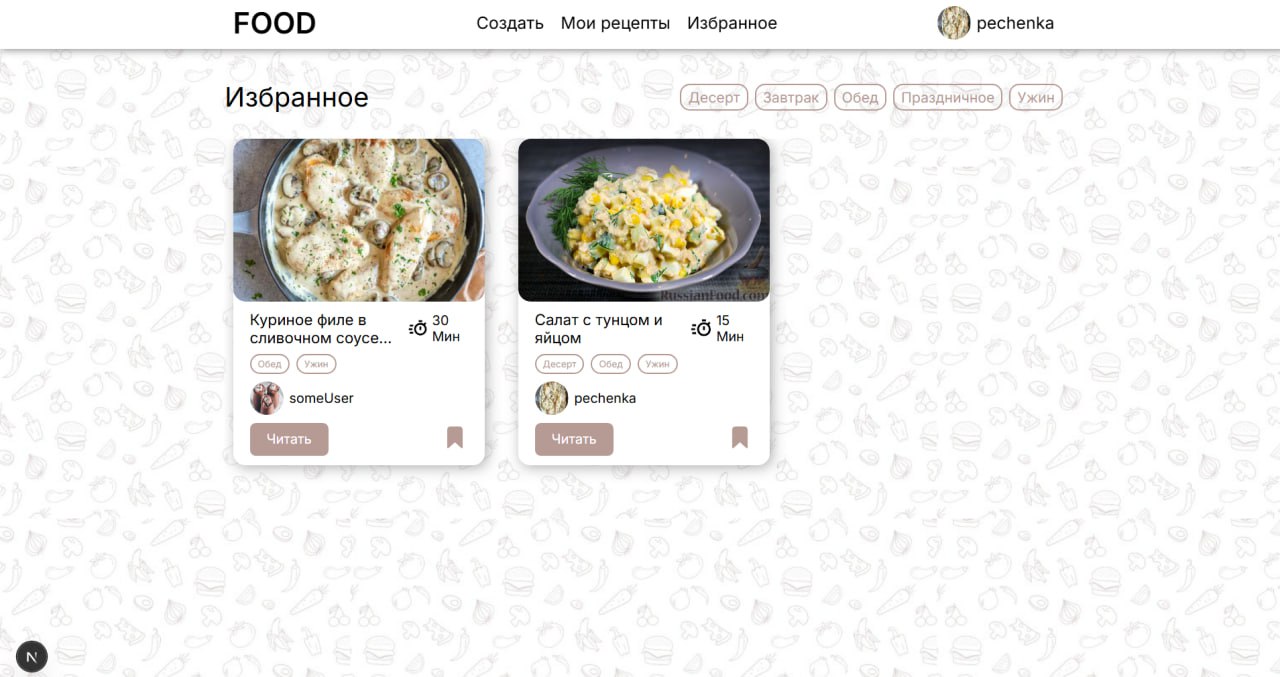 FOOD
Создать Мои рецепты Избранное
pechenka
Избранное
Десерт Завтрак Обед Праздничное Ужин
Куриное филе в
сливочном соусе...
30
Мин
Обед Ужин
someUser
Читать
RussianFood.com
Салат с тунцом и
яйцом
15
Мин
Десерт Обед Ужин
pechenka
Читать
N